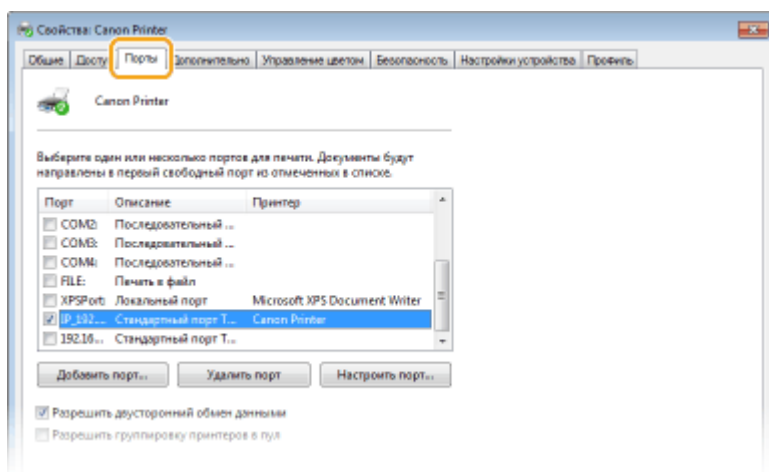 Свойства: Canon Printer
Общие Досту Порты Дополнительно Управление цветом Безопасность Настройки устройства Профиль
Canon Printer
Выберите один или несколько портов для печати. Документы будут
направлены в первый свободный порт из отмеченных в списке.
Порт Описание Принтер
COM2: Последовательный ...
COM3: Последовательный ...
COM4: Последовательный ...
FILE: Печать в файл
XPSPort: Локальный порт Microsoft XPS Document Writer
IP_192.... Стандартный порт T... Canon Printer
192.16... Стандартный порт T...
Добавить порт... Удалить порт Настроить порт...
Разрешить двусторонний обмен данными
Разрешить группировку принтеров в пул